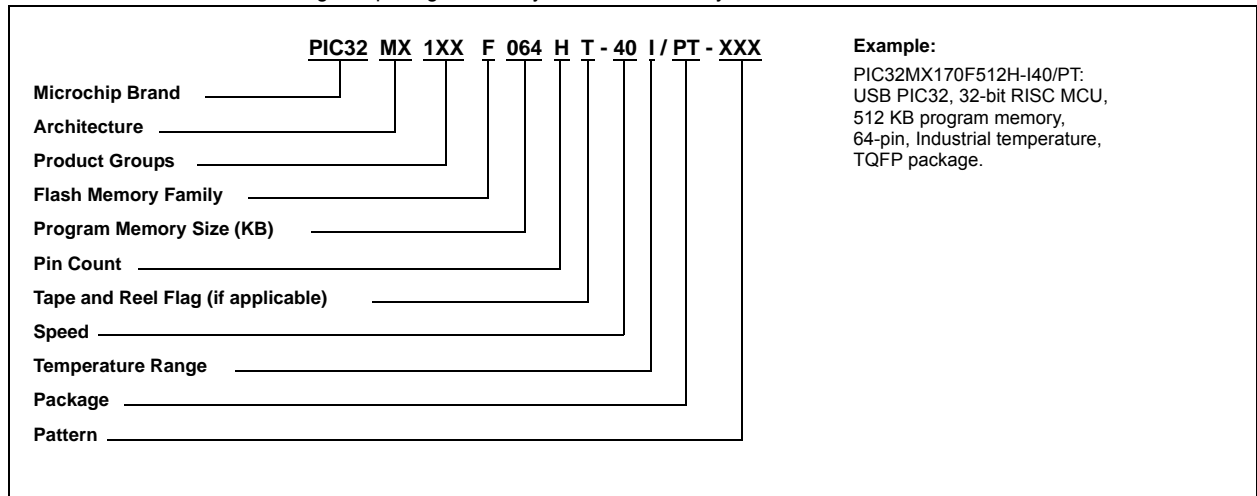 PIC32 MX 1XX F 064 H T - 40 I / PT - XXX
Microchip Brand
Architecture
Product Groups
Flash Memory Family
Program Memory Size (KB)
Pin Count
Tape and Reel Flag (if applicable)
Speed
Temperature Range
Package
Pattern
Example:
PIC32MX170F512H-I40/PT:
USB PIC32, 32-bit RISC MCU,
512 KB program memory,
64-pin, Industrial temperature,
TQFP package.